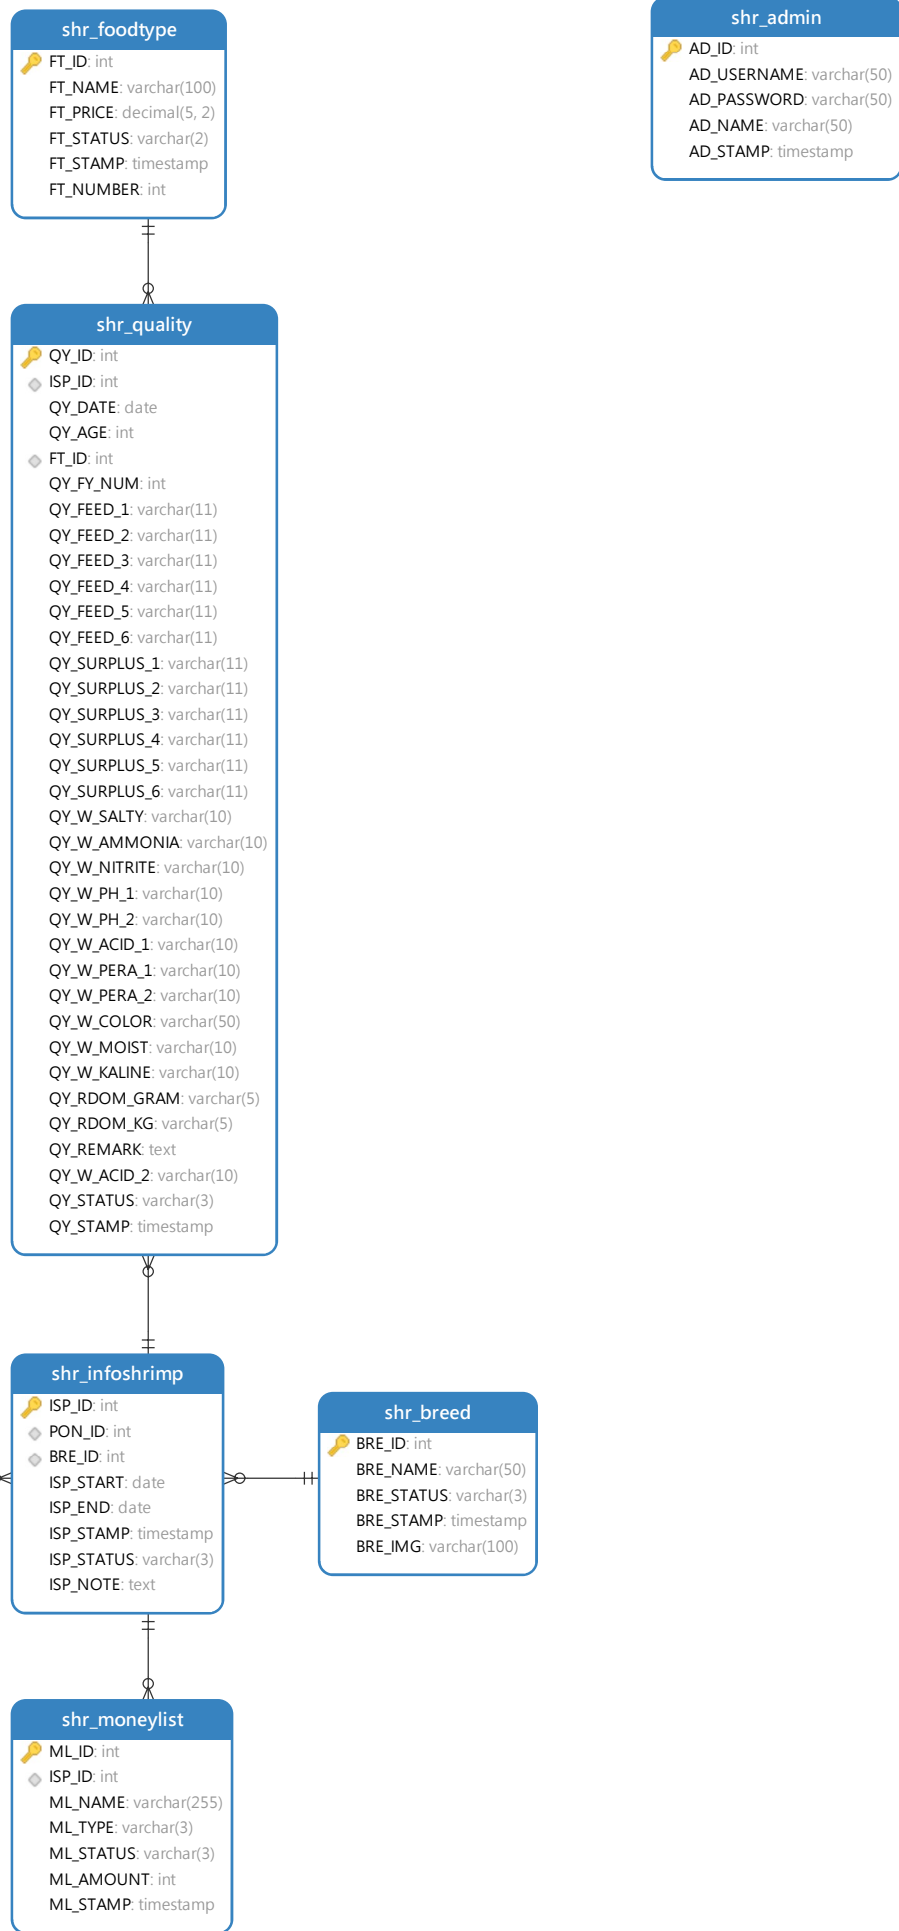 shr_foodtype
FT_ID: int
FT_NAME: varchar(100)
FT_PRICE: decimal(5, 2)
FT_STATUS: varchar(2)
FT_STAMP: timestamp
FT_NUMBER: int
shr_admin
AD_ID: int
AD_USERNAME: varchar(50)
AD_PASSWORD: varchar(50)
AD_NAME: varchar(50)
AD_STAMP: timestamp
shr_quality
QY_ID: int
ISP_ID: int
QY_DATE: date
QY_AGE: int
FT_ID: int
QY_FY_NUM: int
QY_FEED_1: varchar(11)
QY_FEED_2: varchar(11)
QY_FEED_3: varchar(11)
QY_FEED_4: varchar(11)
QY_FEED_5: varchar(11)
QY_FEED_6: varchar(11)
QY_SURPLUS_1: varchar(11)
QY_SURPLUS_2: varchar(11)
QY_SURPLUS_3: varchar(11)
QY_SURPLUS_4: varchar(11)
QY_SURPLUS_5: varchar(11)
QY_SURPLUS_6: varchar(11)
QY_W_SALTY: varchar(10)
QY_W_AMMONIA: varchar(10)
QY_W_NITRITE: varchar(10)
QY_W_PH_1: varchar(10)
QY_W_PH_2: varchar(10)
QY_W_ACID_1: varchar(10)
QY_W_PERA_1: varchar(10)
QY_W_PERA_2: varchar(10)
QY_W_COLOR: varchar(50)
QY_W_MOIST: varchar(10)
QY_W_KALINE: varchar(10)
QY_RDOM_GRAM: varchar(5)
QY_RDOM_KG: varchar(5)
QY_REMARK: text
QY_W_ACID_2: varchar(10)
QY_STATUS: varchar(3)
QY_STAMP: timestamp
shr_infoshrimp
ISP_ID: int
PON_ID: int
BRE_ID: int
ISP_START: date
ISP_END: date
ISP_STAMP: timestamp
ISP_STATUS: varchar(3)
ISP_NOTE: text
shr_breed
BRE_ID: int
BRE_NAME: varchar(50)
BRE_STATUS: varchar(3)
BRE_STAMP: timestamp
BRE_IMG: varchar(100)
shr_moneylist
ML_ID: int
ISP_ID: int
ML_NAME: varchar(255)
ML_TYPE: varchar(3)
ML_STATUS: varchar(3)
ML_AMOUNT: int
ML_STAMP: timestamp